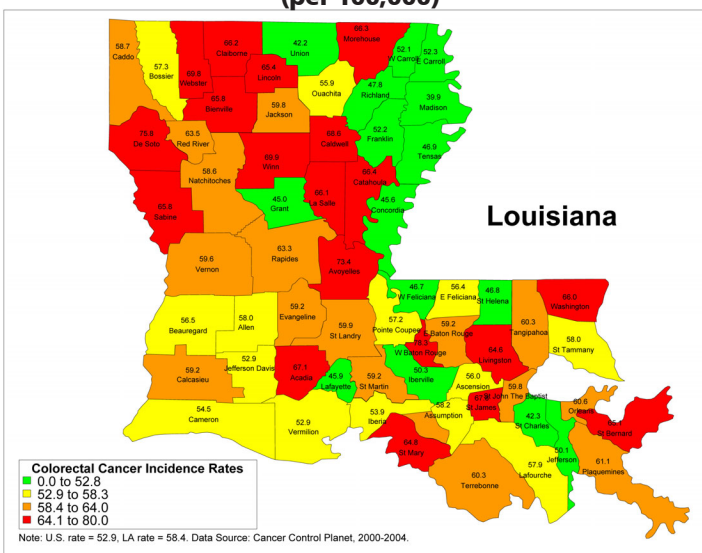 (per 100,000)
58.7
Caddo
57.3
Bossier
69.8
Webster
68.2
Claiborne
65.4
Lincoln
42.2
Union
66.3
Morehouse
52.1
W Carroll
52.3
E Carroll
55.9
Ouachita
47.8
Richland
39.9
Madison
65.8
Bienville
59.8
Jackson
75.8
De Soto
63.5
Red River
Caldwell
52.2
Franklin
46.9
Tensas
58.6
Natchitoches
69.9
Winn
66.4
Catahoula
65.8
Sabine
45.0
Grant
66.1
La Salle
45.6
Concordia
Louisiana
59.6
Vernon
63.3
Rapides
73.4
Avoyelles
46.7
W Feliciana
56.4
E Feliciana
46.8
St Helena
66.0
Washington
56.5
Beauregard
58.0
Allen
59.2
Evangeline
59.9
St Landry
57.2
Pointe Coupee
59.2
E Baton Rouge
60.3
Tangipahoa
58.0
St Tammany
78.3
W Baton Rouge
64.6
Livingston
59.2
Calcasieu
52.9
Jefferson Davis
67.1
Acadia
45.9
Lafayette
59.2
St Martin
50.3
Iberville
56.0
Ascension
59.8
St John The Baptist
St James
60.6
Orleans
65.1
St Bernard
54.5
Cameron
52.9
Vermilion
53.9
Iberia
58.2
Assumption
42.3
St Charles
50.1
Jefferson
64.8
St Mary
60.3
Terrebonne
57.9
Lafourche
61.1
Plaquemines
Colorectal Cancer Incidence Rates
0.0 to 52.8
52.9 to 58.3
58.4 to 64.0
64.1 to 80.0
Note: U.S. rate = 52.9, LA rate = 58.4. Data Source: Cancer Control Planet, 2000-2004.